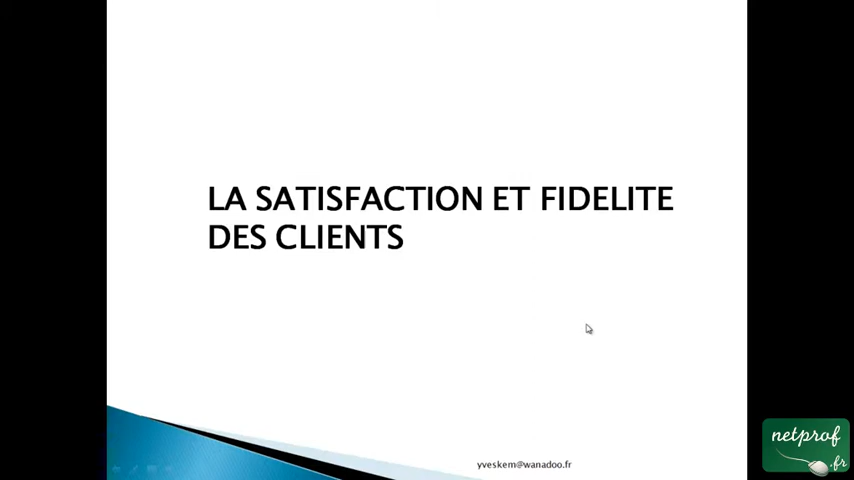 LA SATISFACTION ET FIDELITE
DES CLIENTS
yveskem@wanadoo.fr
netprof
.fr